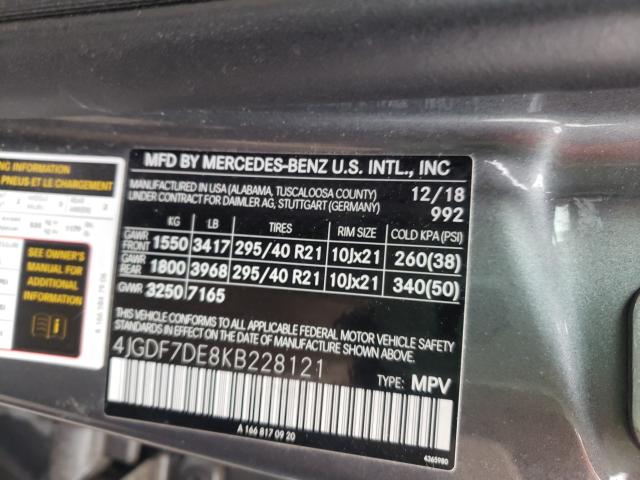 NG INFORMATION
PNEUS ET LE CHARGEMENT
SEE OWNER'S
MANUAL FOR
ADDITIONAL
INFORMATION
MFD BY MERCEDES-BENZ U.S. INTL., INC
MANUFACTURED IN USA (ALABAMA, TUSCALOOSA COUNTY) 12/18
UNDER CONTRACT FOR DAIMLER AG, STUTTGART (GERMANY) 992
KG LB TIRES RIM SIZE COLD KPA (PSI)
GAWR FRONT 1550 3417 295/40 R21 10Jx21 260(38)
GAWR REAR 1800 3968 295/40 R21 10Jx21 340(50)
GWR 3250 7165
THIS VEHICLE CONFORMS TO ALL APPLICABLE FEDERAL MOTOR VEHICLE SAFETY
STANDARDS IN EFFECT ON THE DATE OF MANUFACTURE SHOWN ABOVE.
4JGDF7DE8KB228121
TYPE: MPV
A 166 817 09 20
4365980